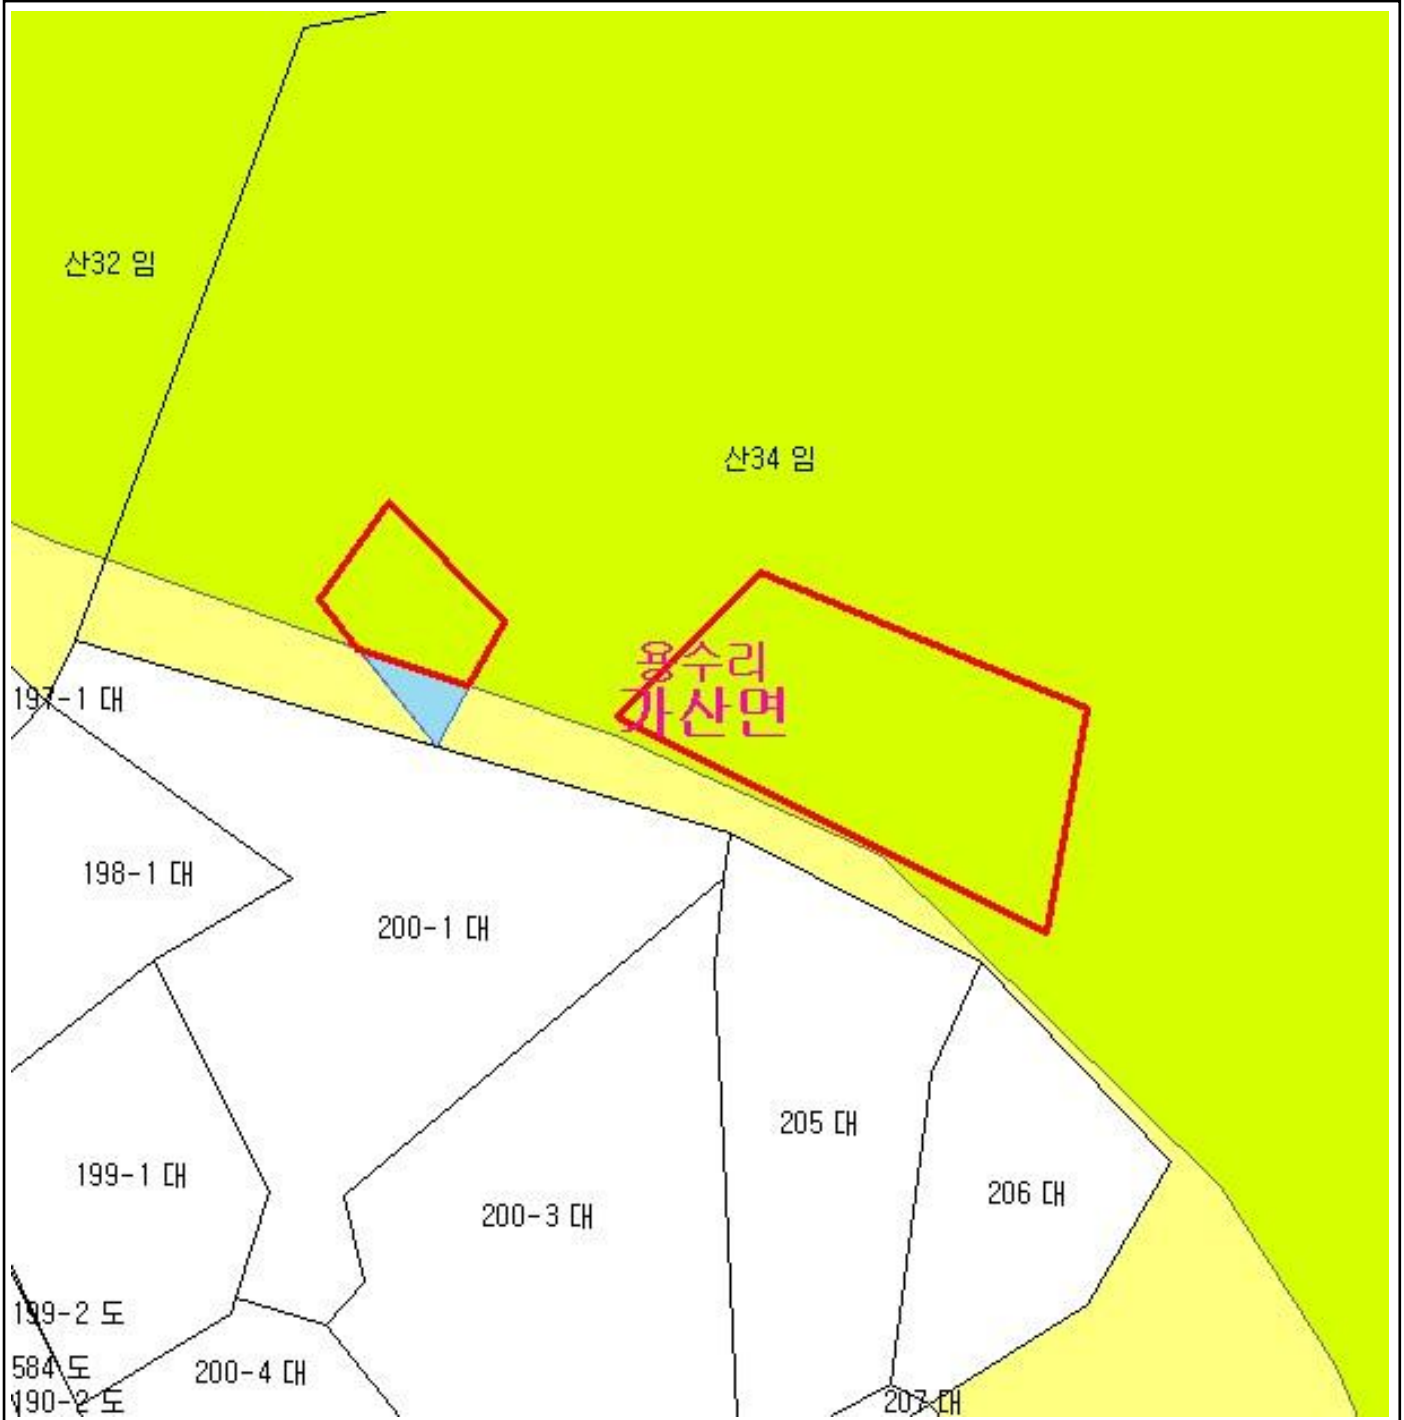 산32 임
산34 임
용수리
가산면
197-1 대
198-1 대
200-1 대
205 대
199-1 대
206 대
200-3 대
199-2 도
584 도
200-4 대
190-2 도
207 대